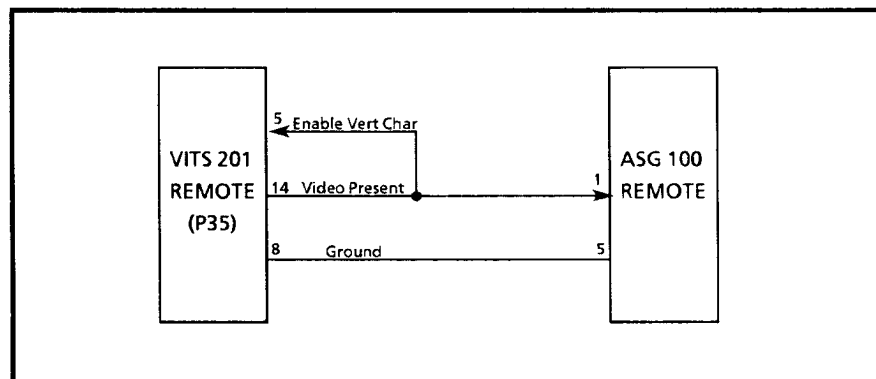 5 Enable Vert Char
VITS 201
REMOTE
(P35)
14 Video Present
1
ASG 100
REMOTE
8 Ground
5